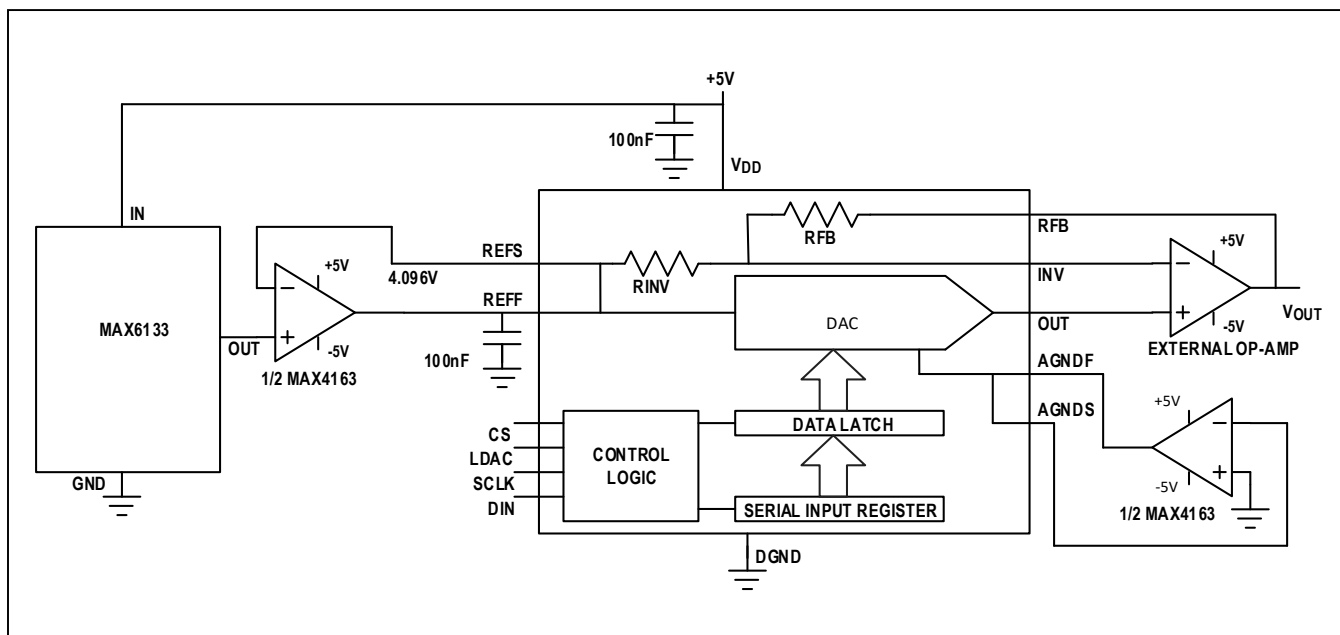 +5V
100nF
VDD
IN
RFB
RFB
REFS
+5V
+5V
4.096V
RINV
INV
REFF
MAX6133
DAC
OUT
VOUT
OUT
-5V
-5V
EXTERNAL OP-AMP
1/2 MAX4163
100nF
AGNDF
+5V
AGNDS
CS
DATA LATCH
LDAC
CONTROL
LOGIC
SCLK
GND
-5V
DIN
SERIAL INPUT REGISTER
1/2 MAX4163
DGND